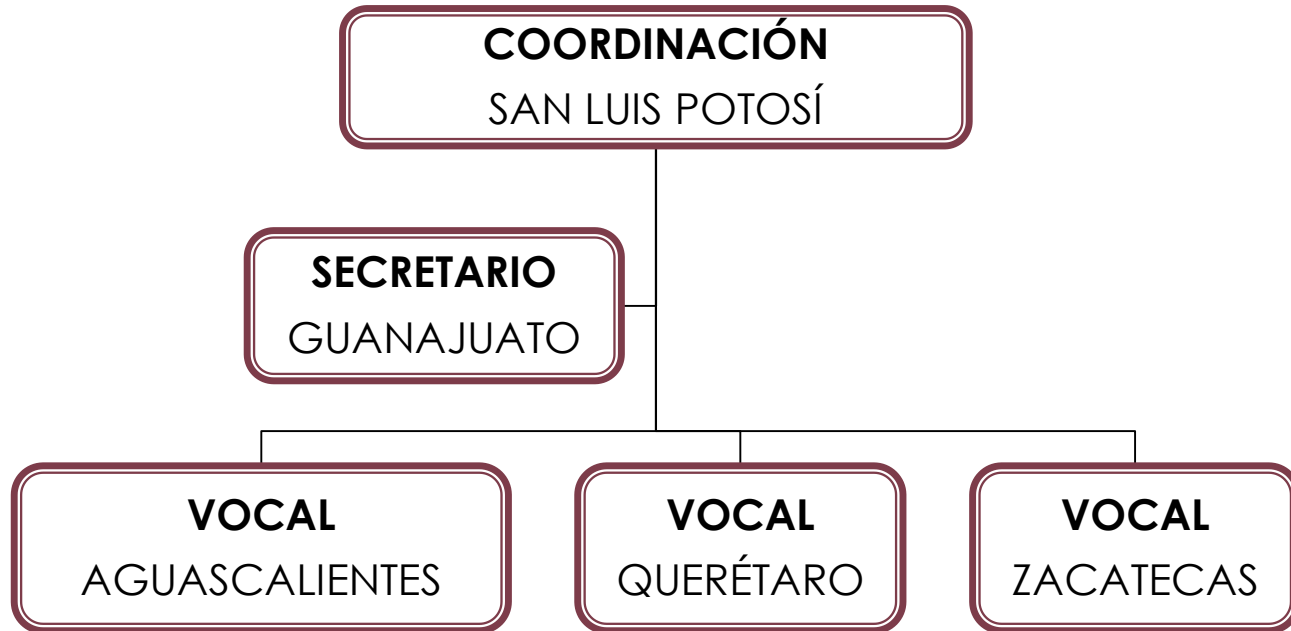 COORDINACIÓN
SAN LUIS POTOSÍ
SECRETARIO
GUANAJUATO
VOCAL
AGUASCALIENTES
VOCAL
QUERÉTARO
VOCAL
ZACATECAS